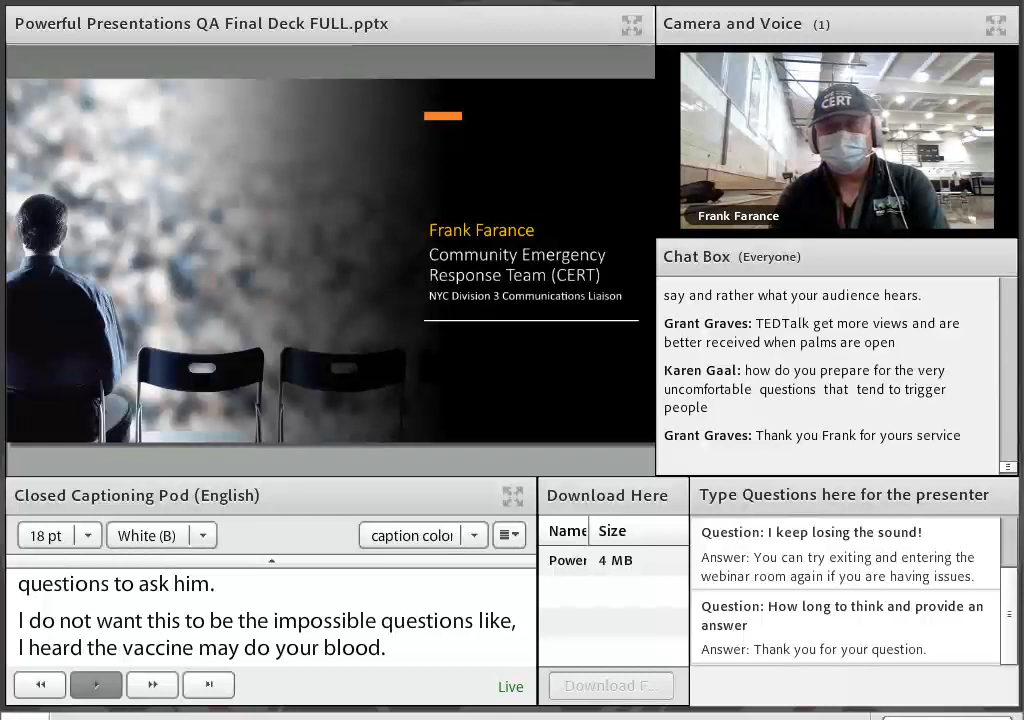 Powerful Presentations QA Final Deck FULL.pptx
Frank Farance
Community Emergency
Response Team (CERT)
NYC Division 3 Communications Liaison
Camera and Voice (1)
CERT
Frank Farance
Chat Box (Everyone)
say and rather what your audience hears.
Grant Graves: TEDTalk get more views and are
better received when palms are open
Karen Gaal: how do you prepare for the very
uncomfortable questions that tend to trigger
people
Grant Graves: Thank you Frank for yours service
Closed Captioning Pod (English)
18 pt
White (B)
caption color
questions to ask him.
I do not want this to be the impossible questions like,
I heard the vaccine may do your blood.
Live
Download Here
Name Size
Power 4 MB
Download F...
Type Questions here for the presenter
Question: I keep losing the sound!
Answer: You can try exiting and entering the
webinar room again if you are having issues.
Question: How long to think and provide an
answer
Answer: Thank you for your question.